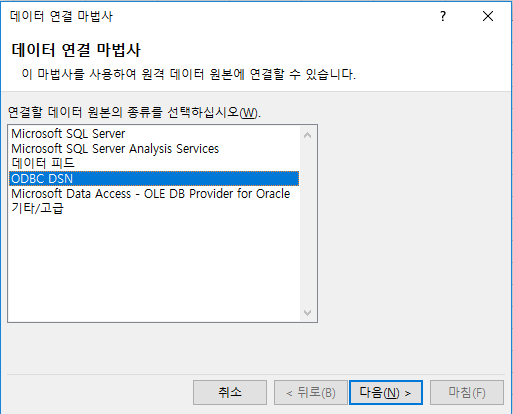 데이터 연결 마법사
?
데이터 연결 마법사
이 마법사를 사용하여 원격 데이터 원본에 연결할 수 있습니다.
연결할 데이터 원본의 종류를 선택하십시오(W).
Microsoft SQL Server
Microsoft SQL Server Analysis Services
데이터 피드
ODBC DSN
Microsoft Data Access - OLE DB Provider for Oracle
기타/고급
취소
< 뒤로(B)
다음(N) >
마침(F)